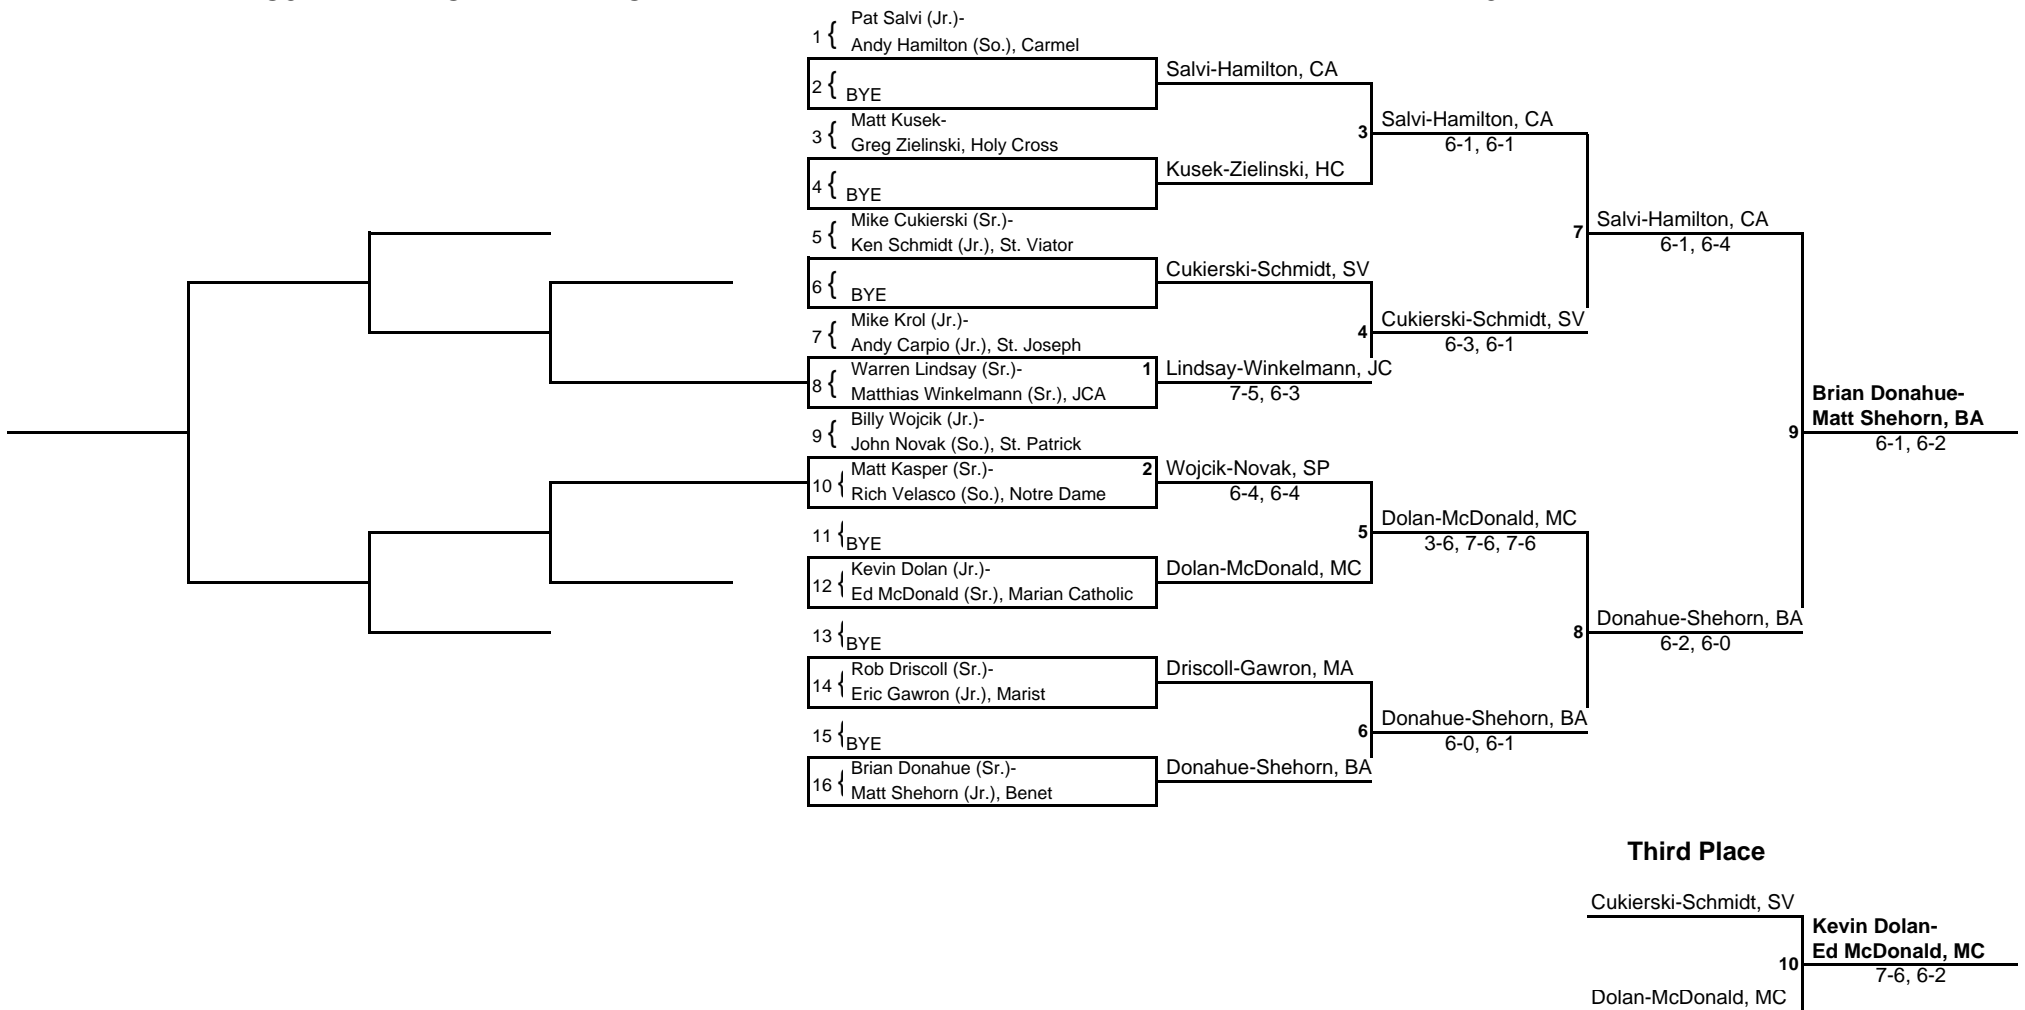 Pat Salvi (Jr.)-
1 { Andy Hamilton (So.), Carmel
Salvi-Hamilton, CA
2 { BYE
Matt Kusek-
3 { Greg Zielinski, Holy Cross
3 Salvi-Hamilton, CA
6-1, 6-1
Kusek-Zielinski, HC
4 { BYE
Mike Cukierski (Sr.)-
5 { Ken Schmidt (Jr.), St. Viator
7 Salvi-Hamilton, CA
6-1, 6-4
Cukierski-Schmidt, SV
6 { BYE
Mike Krol (Jr.)-
7 { Andy Carpio (Jr.), St. Joseph
4 Cukierski-Schmidt, SV
6-3, 6-1
Warren Lindsay (Sr.)-
8 { Matthias Winkelmann (Sr.), JCA
1 Lindsay-Winkelmann, JC
7-5, 6-3
Billy Wojcik (Jr.)-
9 { John Novak (So.), St. Patrick
9 Brian Donahue-
Matt Shehorn, BA
6-1, 6-2
Matt Kasper (Sr.)-
10 { Rich Velasco (So.), Notre Dame
2 Wojcik-Novak, SP
6-4, 6-4
11 { BYE
5 Dolan-McDonald, MC
3-6, 7-6, 7-6
Kevin Dolan (Jr.)-
12 { Ed McDonald (Sr.), Marian Catholic
Dolan-McDonald, MC
13 { BYE
8 Donahue-Shehorn, BA
6-2, 6-0
Rob Driscoll (Sr.)-
14 { Eric Gawron (Jr.), Marist
Driscoll-Gawron, MA
15 { BYE
6 Donahue-Shehorn, BA
6-0, 6-1
Brian Donahue (Sr.)-
16 { Matt Shehorn (Jr.), Benet
Donahue-Shehorn, BA
Third Place
Cukierski-Schmidt, SV
Kevin Dolan-
10 Ed McDonald, MC
7-6, 6-2
Dolan-McDonald, MC